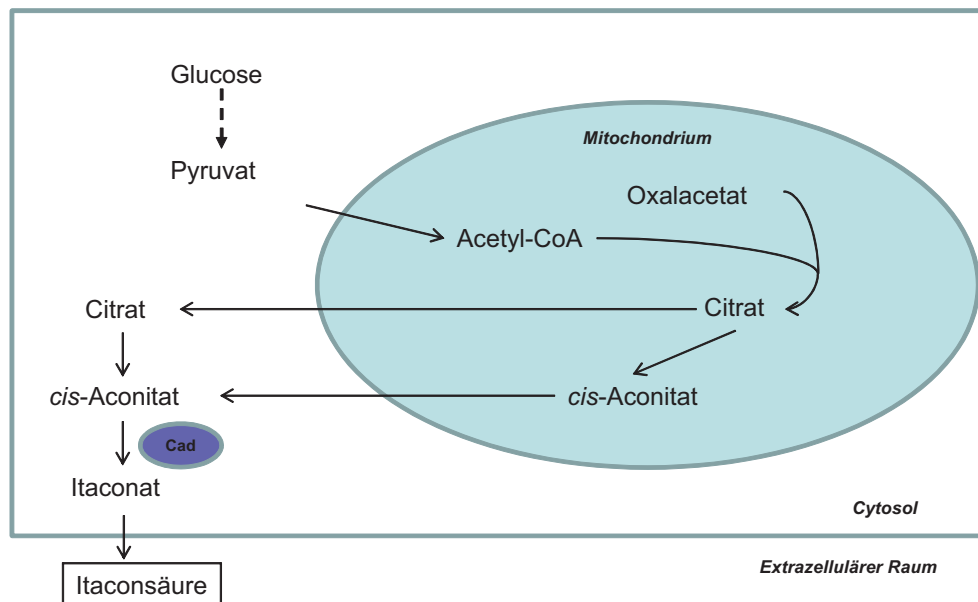 Glucose
Mitochondrium
Pyruvat
Oxalacetat
Acetyl-CoA
Citrat
Citrat
cis-Aconitat
cis-Aconitat
Cad
Itaconat
Cytosol
Extrazellulärer Raum
Itaconsäure